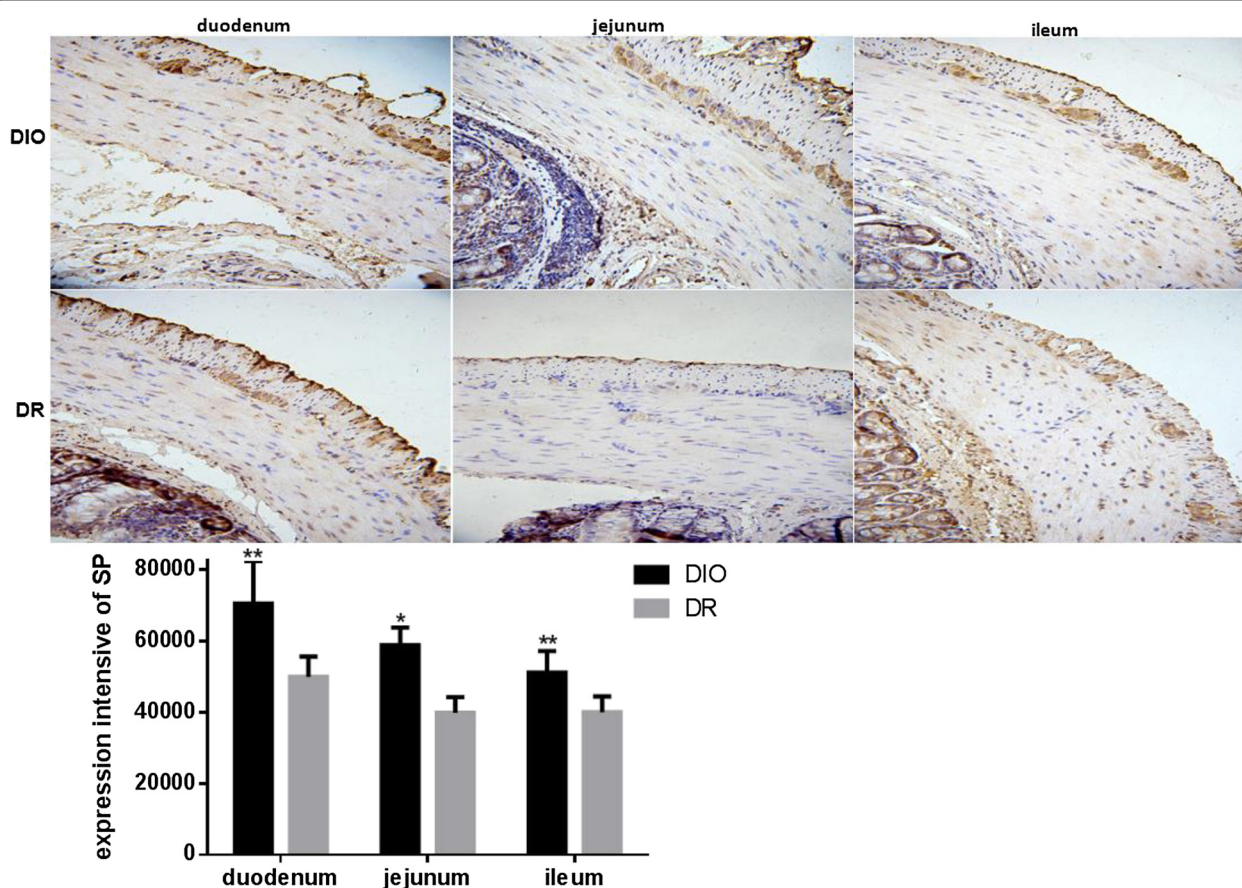 duodenum jejunum ileum
DIO
DR
expression intensive of SP
80000
60000
40000
20000
0
** * **
DIO
DR
duodenum jejunum ileum